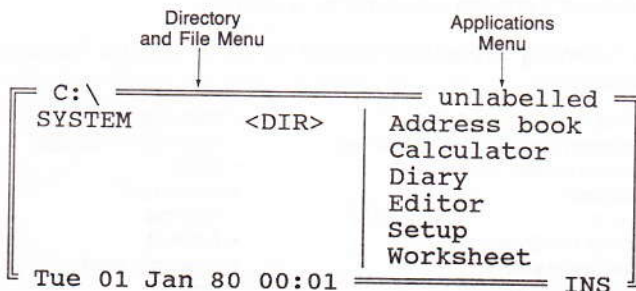 Directory
and File Menu
Applications
Menu
C:\ unlabelled
SYSTEM <DIR> Address book
Calculator
Diary
Editor
Setup
Worksheet
Tue 01 Jan 80 00:01 INS